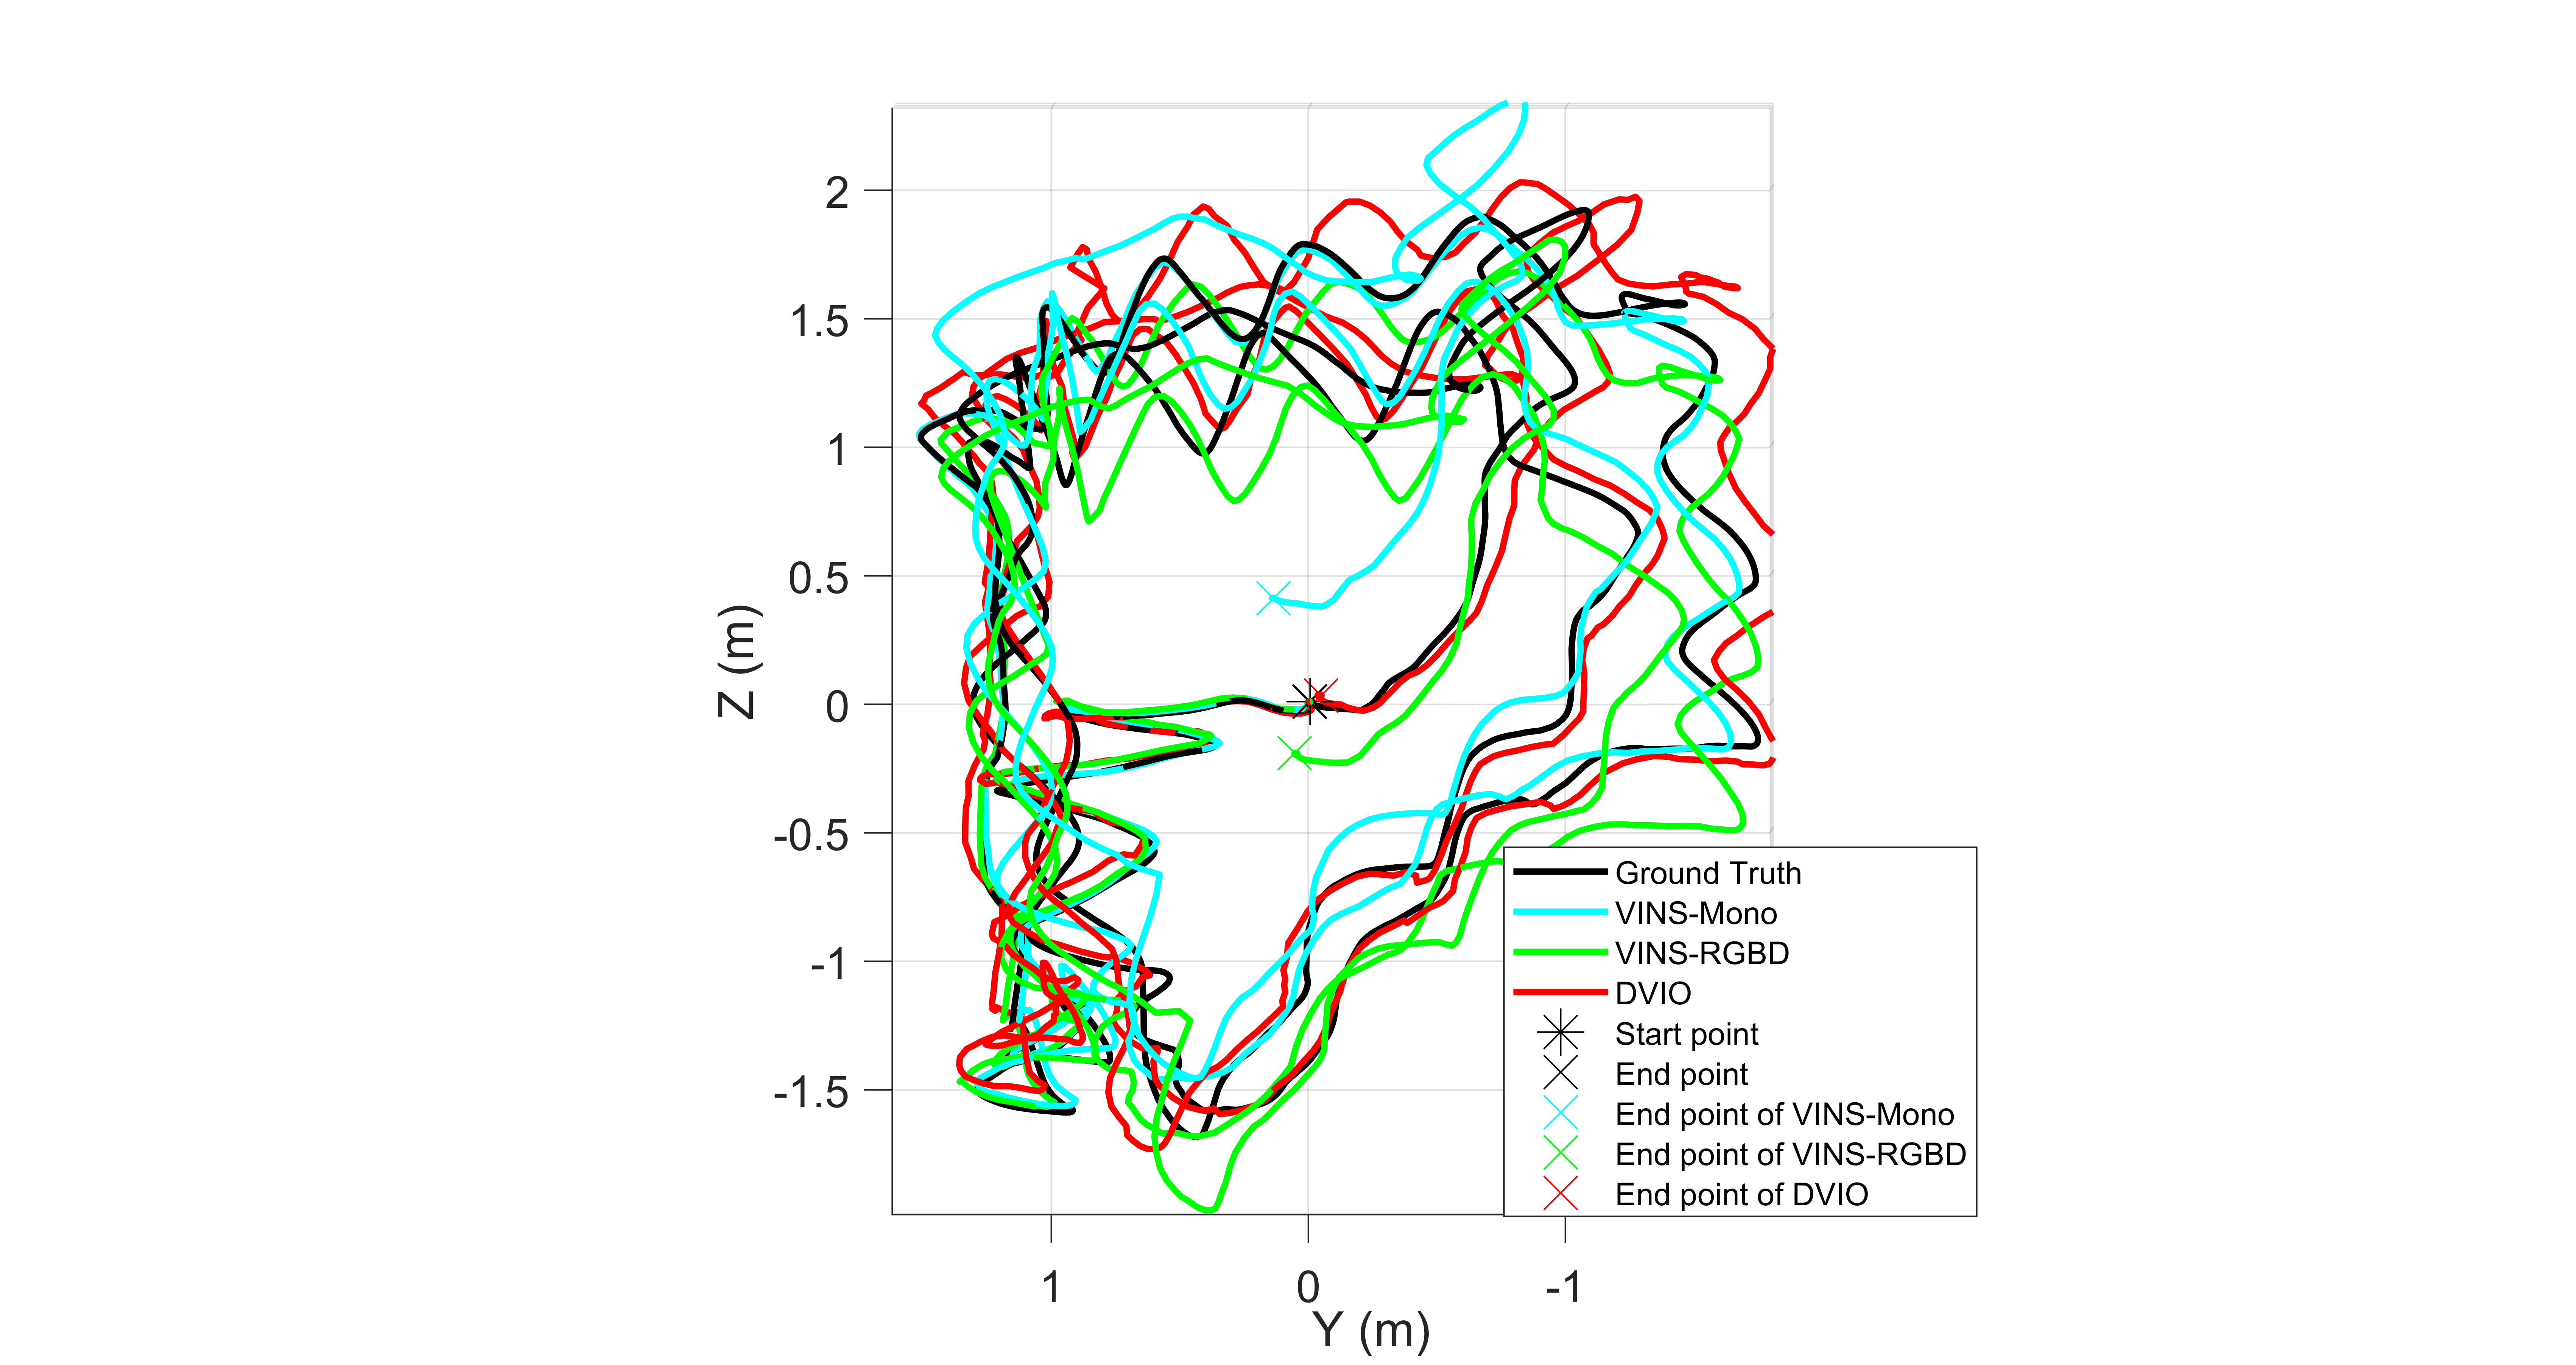 2
1.5
1
0.5
0
-0.5
-1
-1.5
Z (m)
1
0
-1
Y (m)
Ground Truth
VINS-Mono
VINS-RGBD
DVIO
Start point
End point
End point of VINS-Mono
End point of VINS-RGBD
End point of DVIO